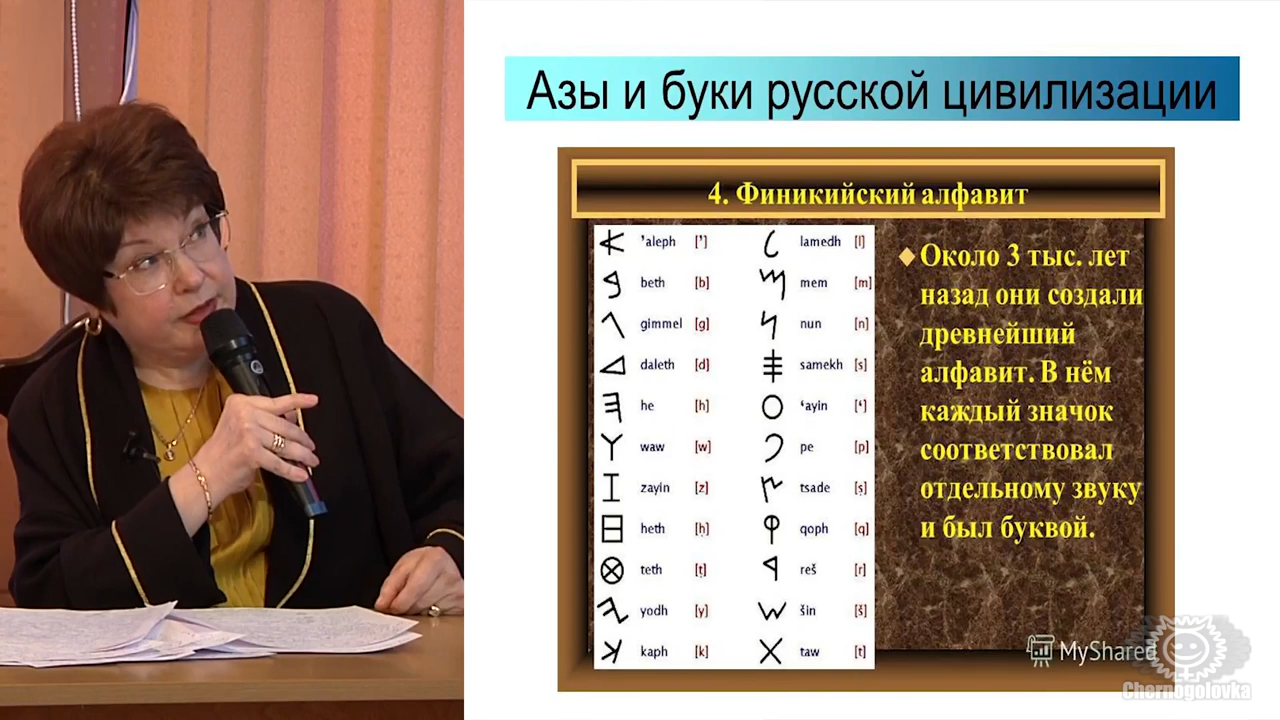 Азы и буки русской цивилизации
4. Финикийский алфавит
'aleph [']
beth [b]
gimmel [g]
daleth [d]
he [h]
waw [w]
zayin [z]
heth [ḥ]
teth [ṭ]
yodh [y]
kaph [k]
lamedh [l]
mem [m]
nun [n]
samekh [s]
‘ayin [‘]
pe [p]
tsade [s]
qoph [q]
reš [r]
šin [š]
taw [t]
Около 3 тыс. лет
назад они создали
древнейший
алфавит. В нём
каждый значок
соответствовал
отдельному звуку
и был буквой.
MyShared
Chernogolovka